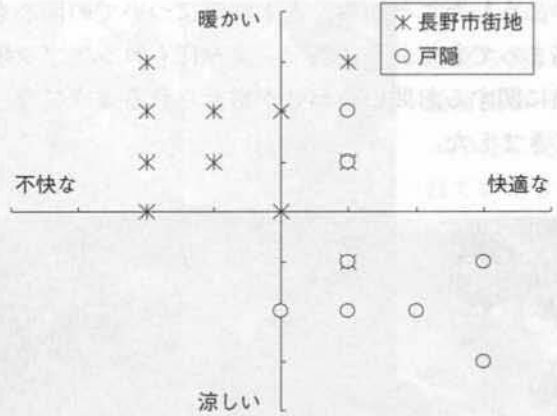 暖かい
＊ 長野市街地
○ 戸隠
不快な
快適な
涼しい